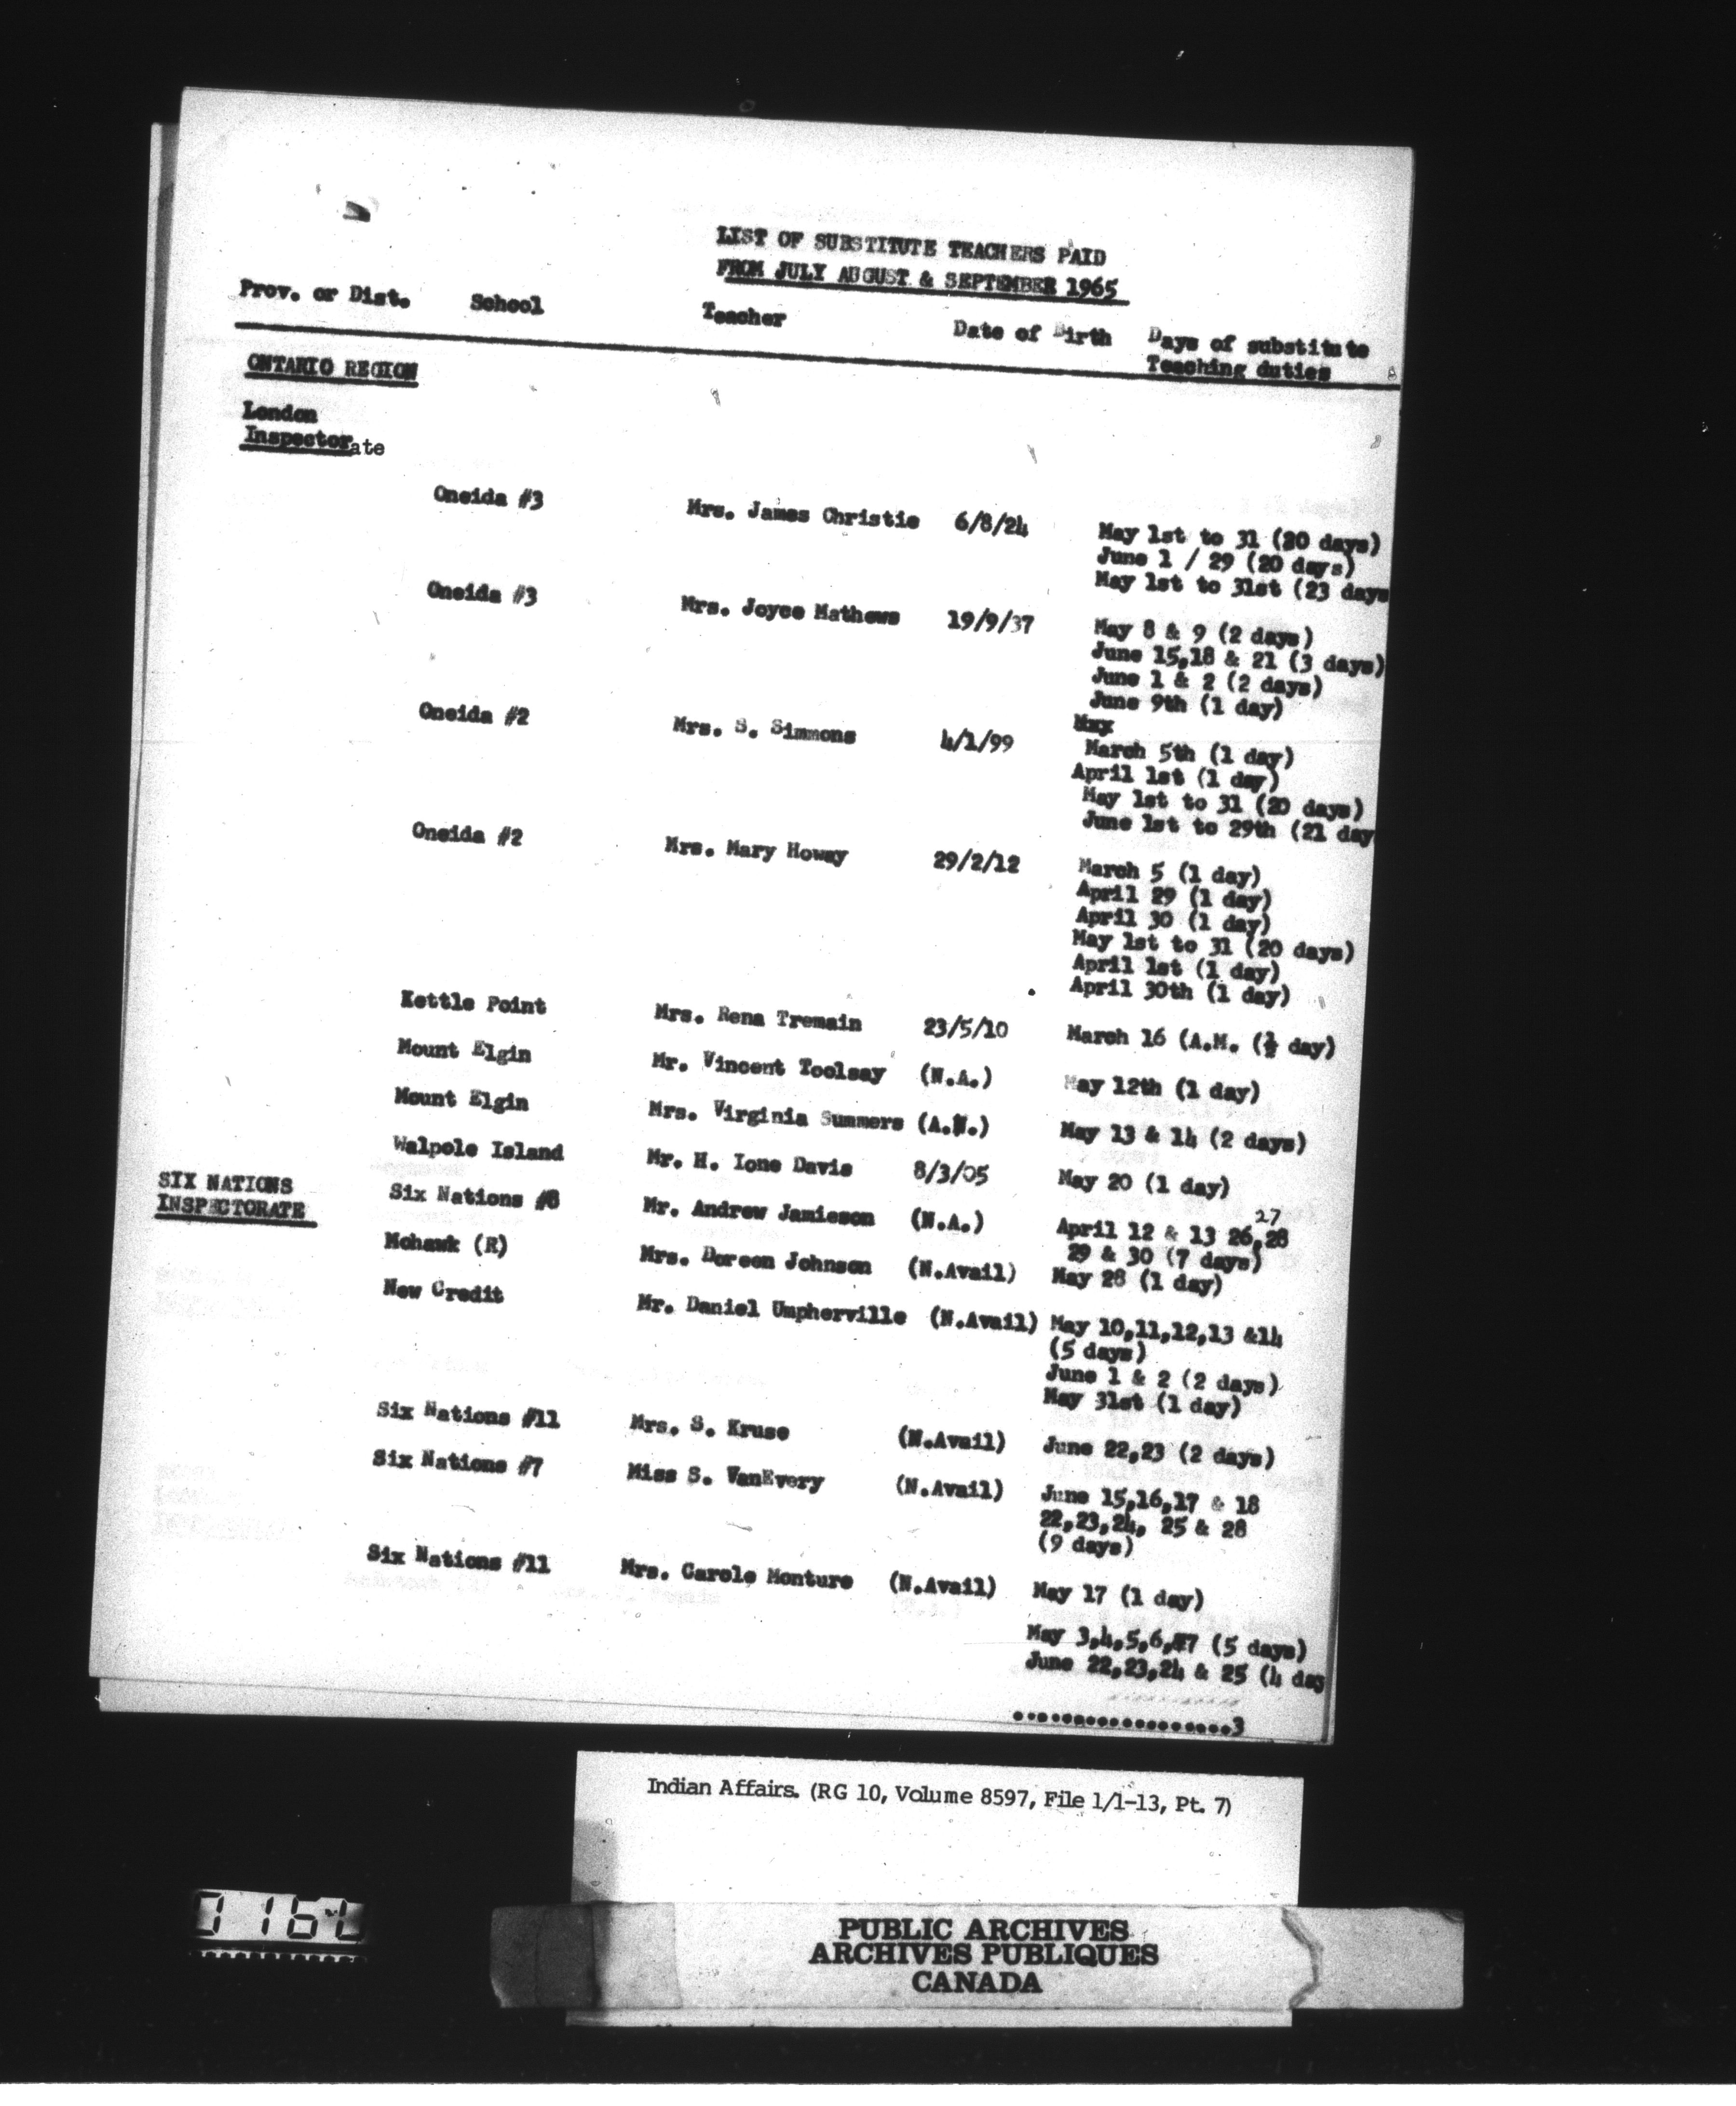 LIST OF SUBSTITUTE TEACHERS PAID
FROM JULY AUGUST & SEPTEMBER 1965
Prov. or Dist. School Teacher Date of Birth Days of substitute
Teaching duties
ONTARIO REGION
London
Inspectorate
Oneida #3 Mrs. James Christie 6/8/24 May 1st to 31 (20 days)
June 1 / 29 (20 days)
May 1st to 31st (23 days
Oneida #3 Mrs. Joyce Mathews 19/9/37 May 8 & 9 (2 days)
June 15,18 & 21 (3 days)
June 1 & 2 (2 days)
June 9th (1 day)
Mxx
Oneida #2 Mrs. S. Simmons 4/1/99 March 5th (1 day)
April 1st (1 day)
May 1st to 31 (20 days)
June 1st to 29th (21 day
Oneida #2 Mrs. Mary Howay 29/2/12 March 5 (1 day)
April 29 (1 day)
April 30 (1 day)
May 1st to 31 (20 days)
April 1st (1 day)
April 30th (1 day)
Kettle Point Mrs. Rena Tremain 23/5/10 March 16 (A.M. (½ day)
Mount Elgin Mr. Vincent Toolsay (N.A.) May 12th (1 day)
Mount Elgin Mrs. Virginia Summers (A.N.) May 13 & 14 (2 days)
Walpole Island Mr. H. Ione Davis 8/3/05 May 20 (1 day)
SIX NATIONS
INSPECTORATE
27
Six Nations #8 Mr. Andrew Jamieson (N.A.) April 12 & 13 26,28
29 & 30 (7 days)
Mohawk (R) Mrs. Doreen Johnson (N.Avail) May 28 (1 day)
New Credit Mr. Daniel Umpherville (N.Avail) May 10,11,12,13 &14
(5 days)
June 1 & 2 (2 days)
May 31st (1 day)
Six Nations #11 Mrs. S. Kruse (N.Avail) June 22,23 (2 days)
Six Nations #7 Miss S. VanEvery (N.Avail) June 15,16,17 & 18
22,23,24, 25 & 28
(9 days)
Six Nations #11 Mrs. Carole Monture (N.Avail) May 17 (1 day)
May 3,4,5,6,7 (5 days)
June 22,23,24 & 25 (4 day
..................3
Indian Affairs. (RG 10, Volume 8597, File 1/1-13, Pt. 7)
PUBLIC ARCHIVES
ARCHIVES PUBLIQUES
CANADA